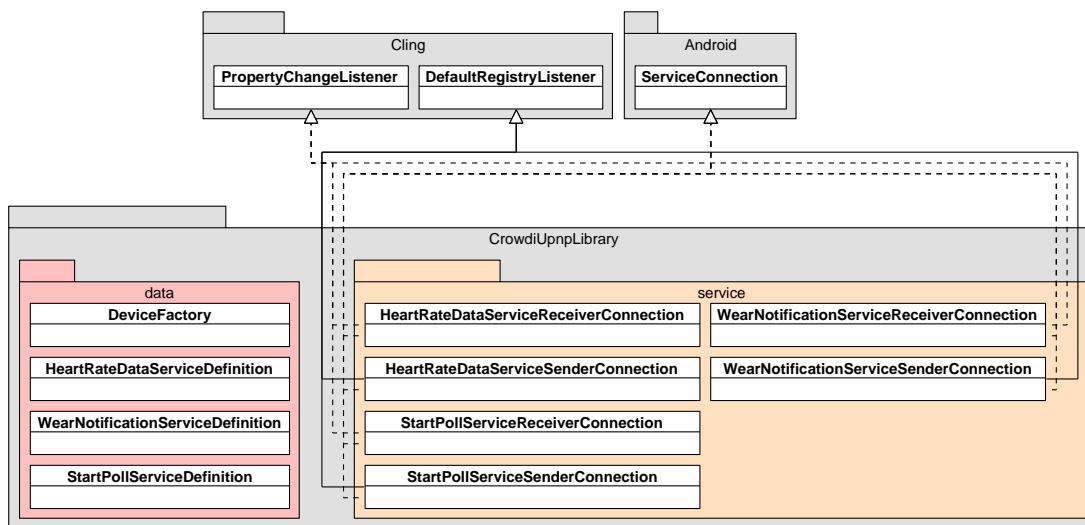 Cling
PropertyChangeListener
DefaultRegistryListener
Android
ServiceConnection
CrowdiUpnpLibrary
data
DeviceFactory
HeartRateDataServiceDefinition
WearNotificationServiceDefinition
StartPollServiceDefinition
service
HeartRateDataServiceReceiverConnection
WearNotificationServiceReceiverConnection
HeartRateDataServiceSenderConnection
WearNotificationServiceSenderConnection
StartPollServiceReceiverConnection
StartPollServiceSenderConnection